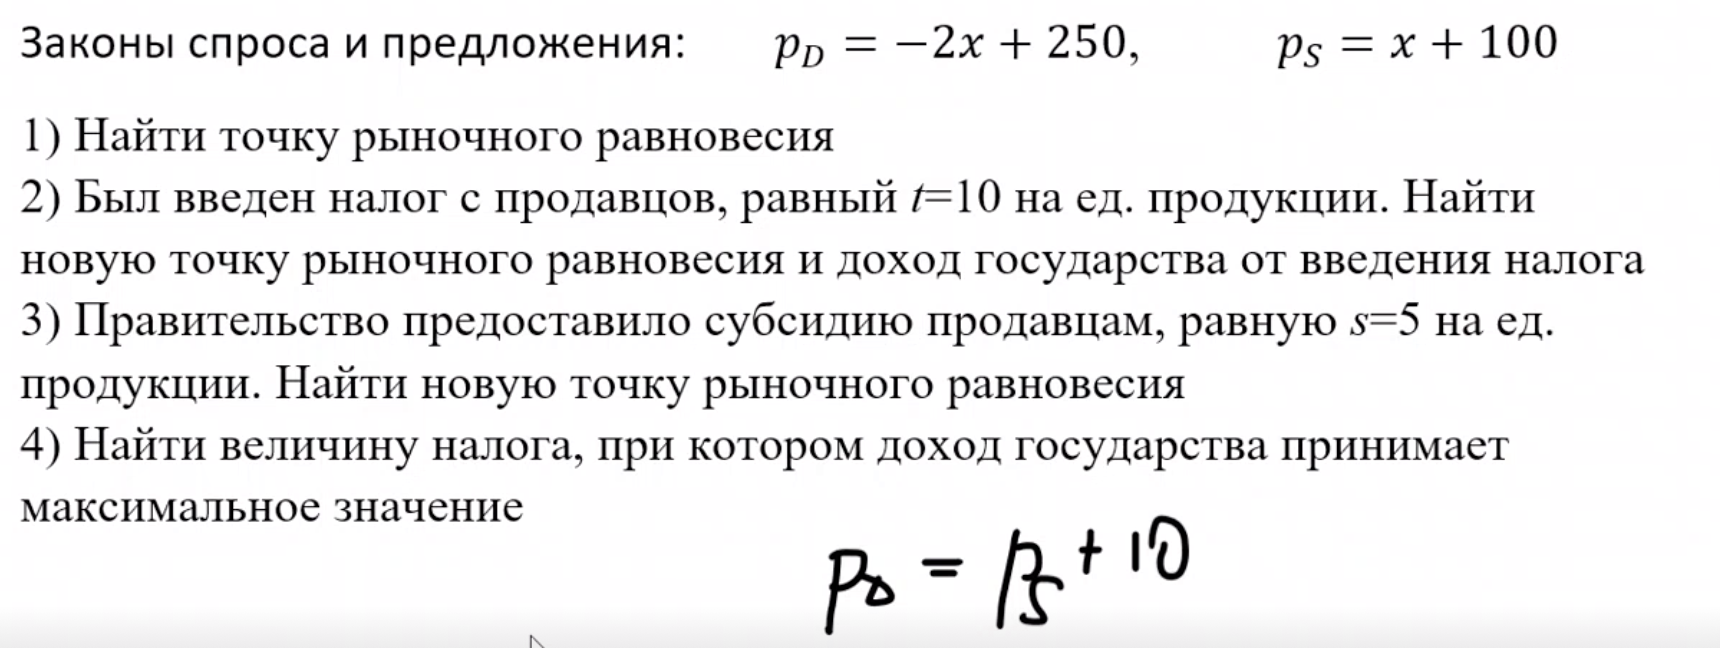 Законы спроса и предложения: p_D = −2x + 250, p_S = x + 100
1) Найти точку рыночного равновесия
2) Был введен налог с продавцов, равный t=10 на ед. продукции. Найти
новую точку рыночного равновесия и доход государства от введения налога
3) Правительство предоставило субсидию продавцам, равную s=5 на ед.
продукции. Найти новую точку рыночного равновесия
4) Найти величину налога, при котором доход государства принимает
максимальное значение
p_D = p_S + 10